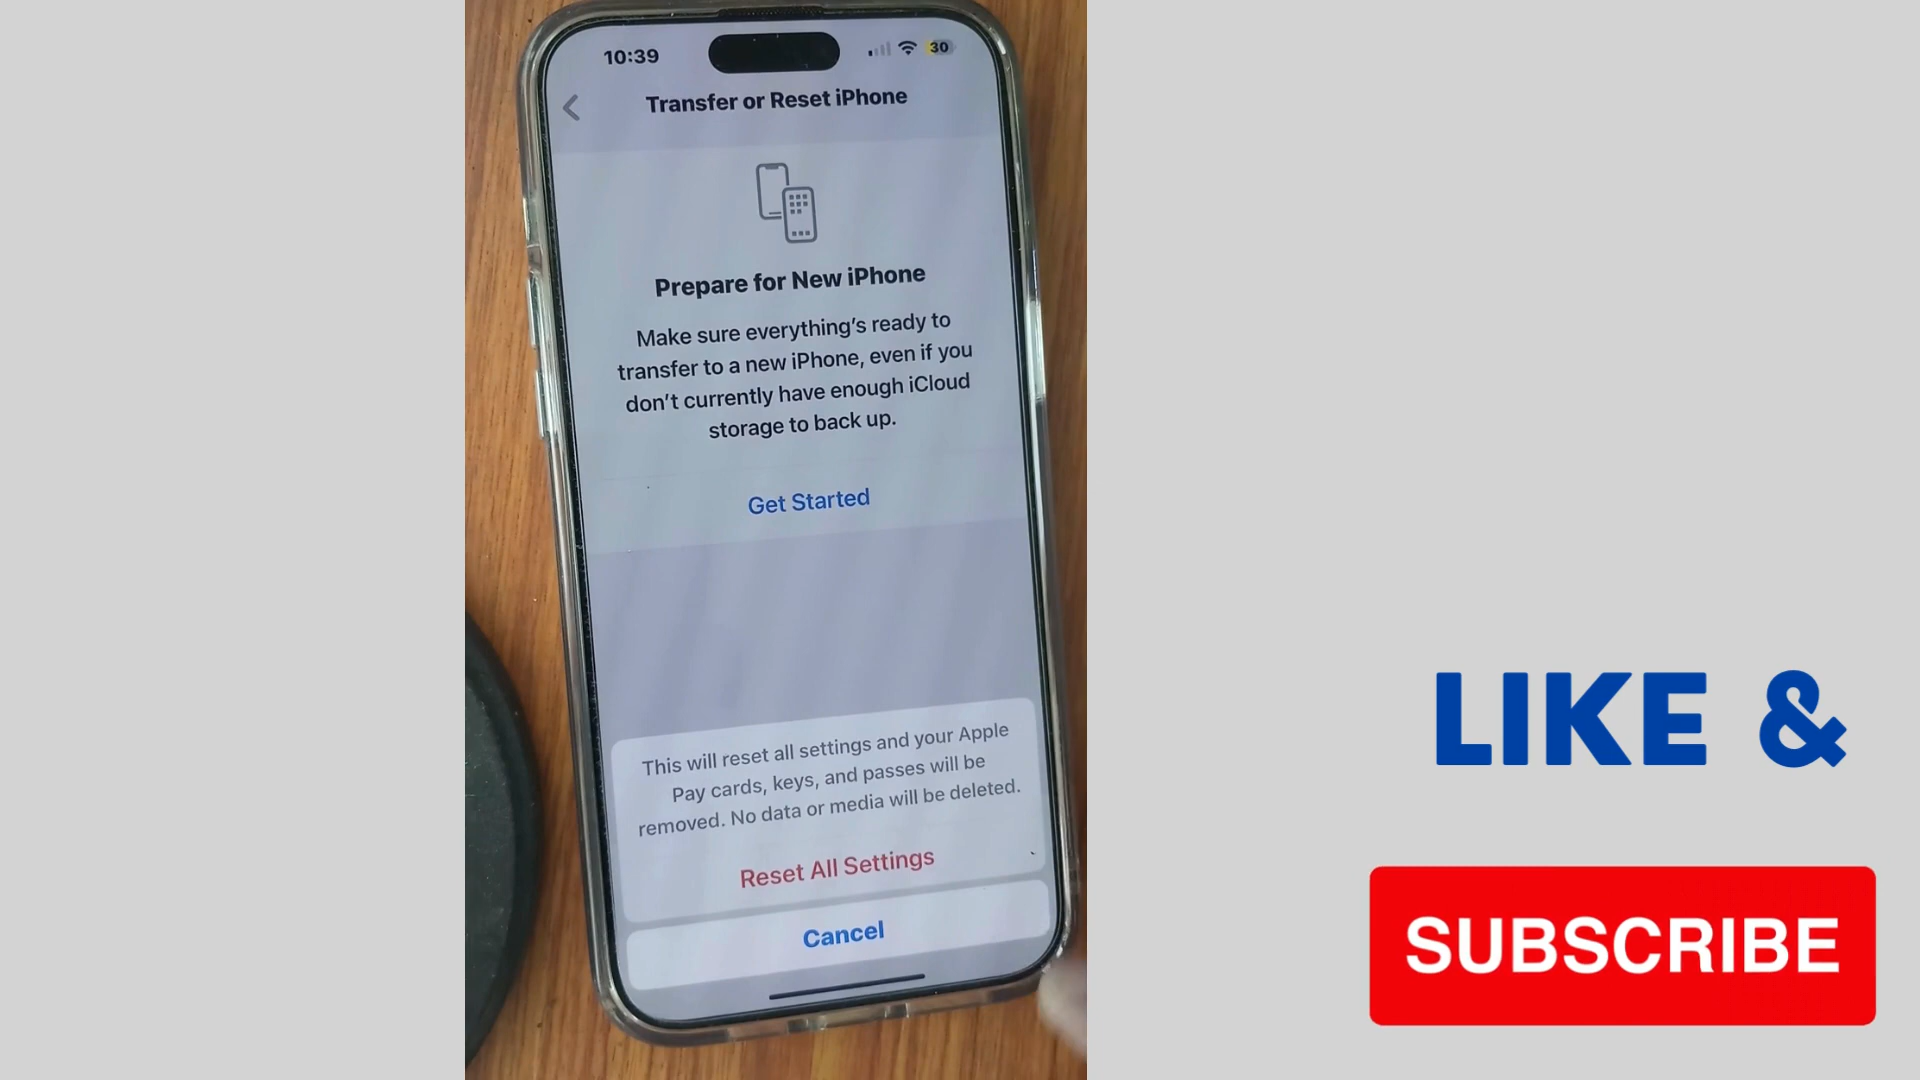 10:39
30
Transfer or Reset iPhone
Prepare for New iPhone
Make sure everything's ready to
transfer to a new iPhone, even if you
don't currently have enough iCloud
storage to back up.
Get Started
This will reset all settings and your Apple
Pay cards, keys, and passes will be
removed. No data or media will be deleted.
Reset All Settings
Cancel
LIKE &
SUBSCRIBE